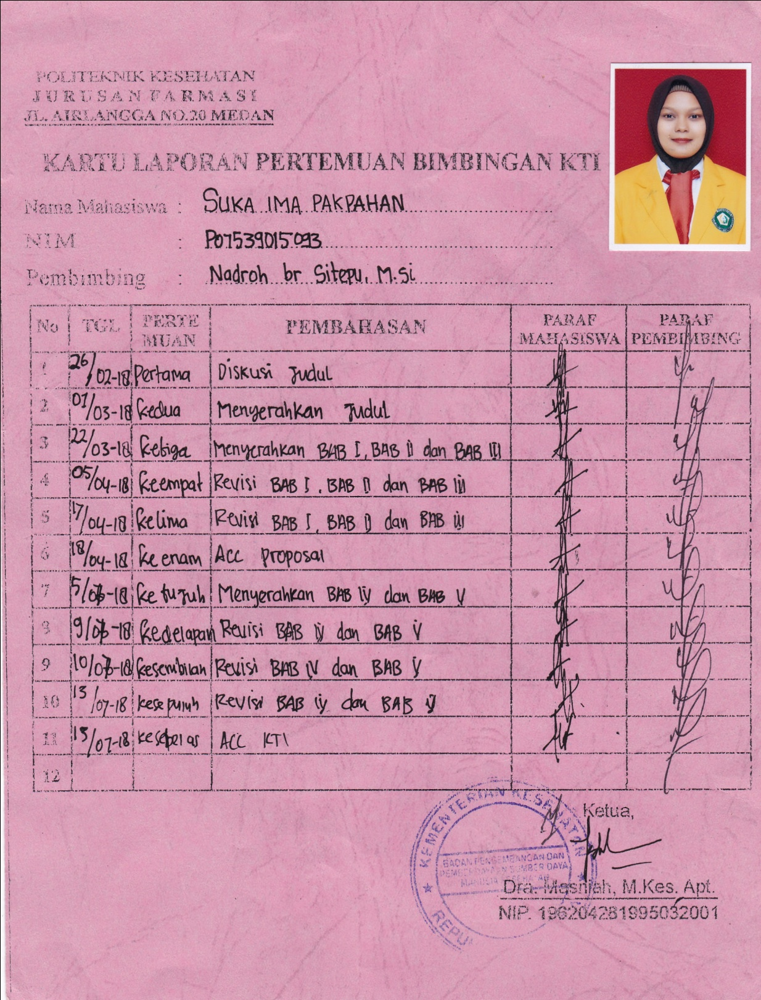 POLITEKNIK KESEHATAN
JURUSAN FARMASI
JL. AIRLANGGA NO.20 MEDAN
KARTU LAPORAN PERTEMUAN BIMBINGAN KTI
Nama Mahasiswa : SUKA IMA PAKPAHAN
NIM : P07539015093
Pembimbing : Nadroh br Sitepu, M.Si
No TGL PERTE MUAN PEMBAHASAN PARAF MAHASISWA PARAF PEMBIMBING
1 26/02-18 Pertama Diskusi Judul
2 01/03-18 Kedua Menyerahkan Judul
3 22/03-18 Ketiga Menyerahkan BAB I, BAB II dan BAB III
4 05/04-18 Keempat Revisi BAB I, BAB II dan BAB III
5 17/04-18 Kelima Revisi BAB I, BAB II dan BAB III
6 18/04-18 Keenam Acc Proposal
7 5/07-18 Ketujuh Menyerahkan BAB IV dan BAB V
8 9/07-18 Kedelapan Revisi BAB IV dan BAB V
9 10/07-18 Kesembilan Revisi BAB IV dan BAB V
10 13/07-18 Kesepuluh Revisi BAB IV dan BAB V
11 13/07-18 Kesebelas ACC KTI
12
Ketua,
KEMENTERIAN KESEHATAN
BADAN PENGEMBANGAN DAN
PEMBERDAYAAN SUMBER DAYA
MANUSIA KESEHATAN
REPU
Dra. Masniah, M.Kes. Apt.
NIP. 196204281995032001